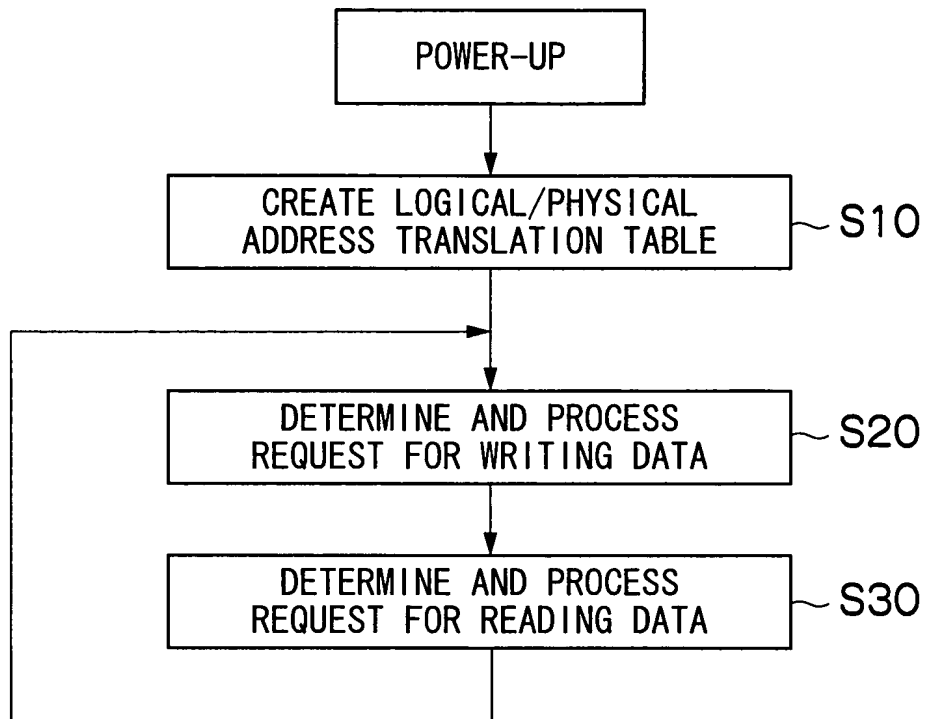 POWER-UP
CREATE LOGICAL/PHYSICAL
ADDRESS TRANSLATION TABLE
S10
DETERMINE AND PROCESS
REQUEST FOR WRITING DATA
S20
DETERMINE AND PROCESS
REQUEST FOR READING DATA
S30